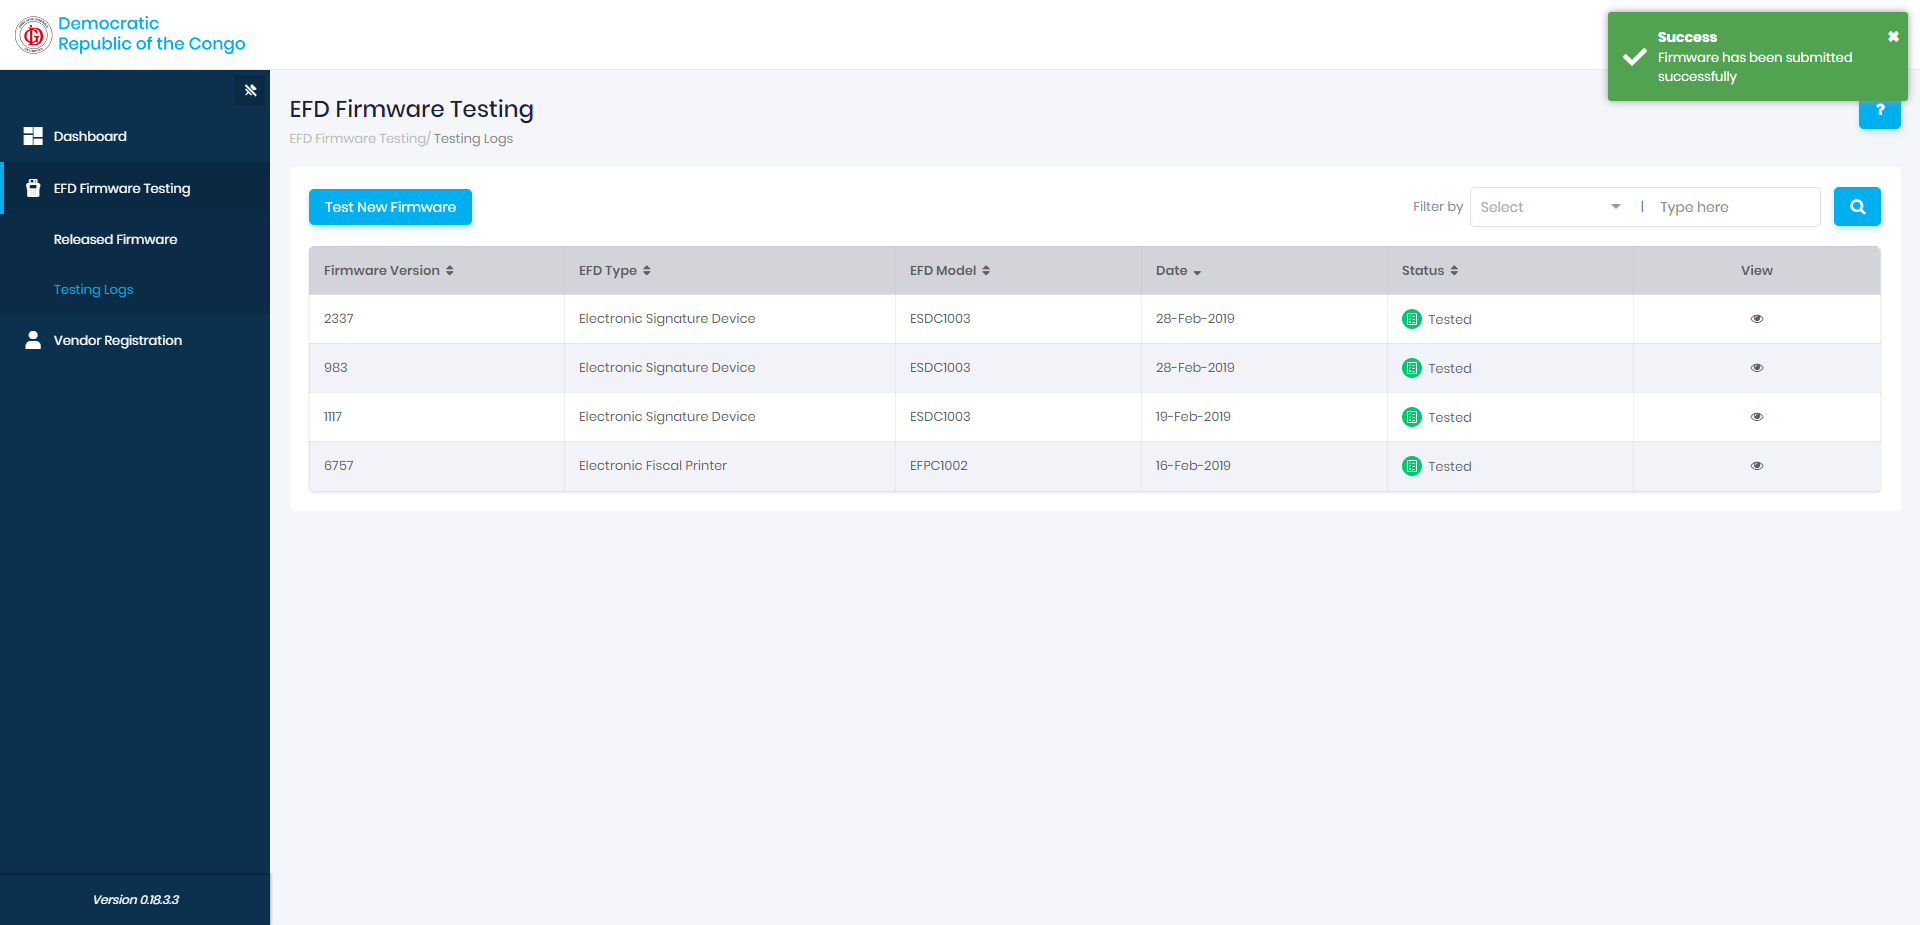 Democratic
Republic of the Congo
Success
Firmware has been submitted
successfully
?
EFD Firmware Testing
EFD Firmware Testing/ Testing Logs
Dashboard
EFD Firmware Testing
Released Firmware
Testing Logs
Vendor Registration
Version 0.18.3.3
Test New Firmware
Filter by Select | Type here
Firmware Version EFD Type EFD Model Date Status View
2337 Electronic Signature Device ESDC1003 28-Feb-2019 Tested
983 Electronic Signature Device ESDC1003 28-Feb-2019 Tested
1117 Electronic Signature Device ESDC1003 19-Feb-2019 Tested
6757 Electronic Fiscal Printer EFPC1002 16-Feb-2019 Tested